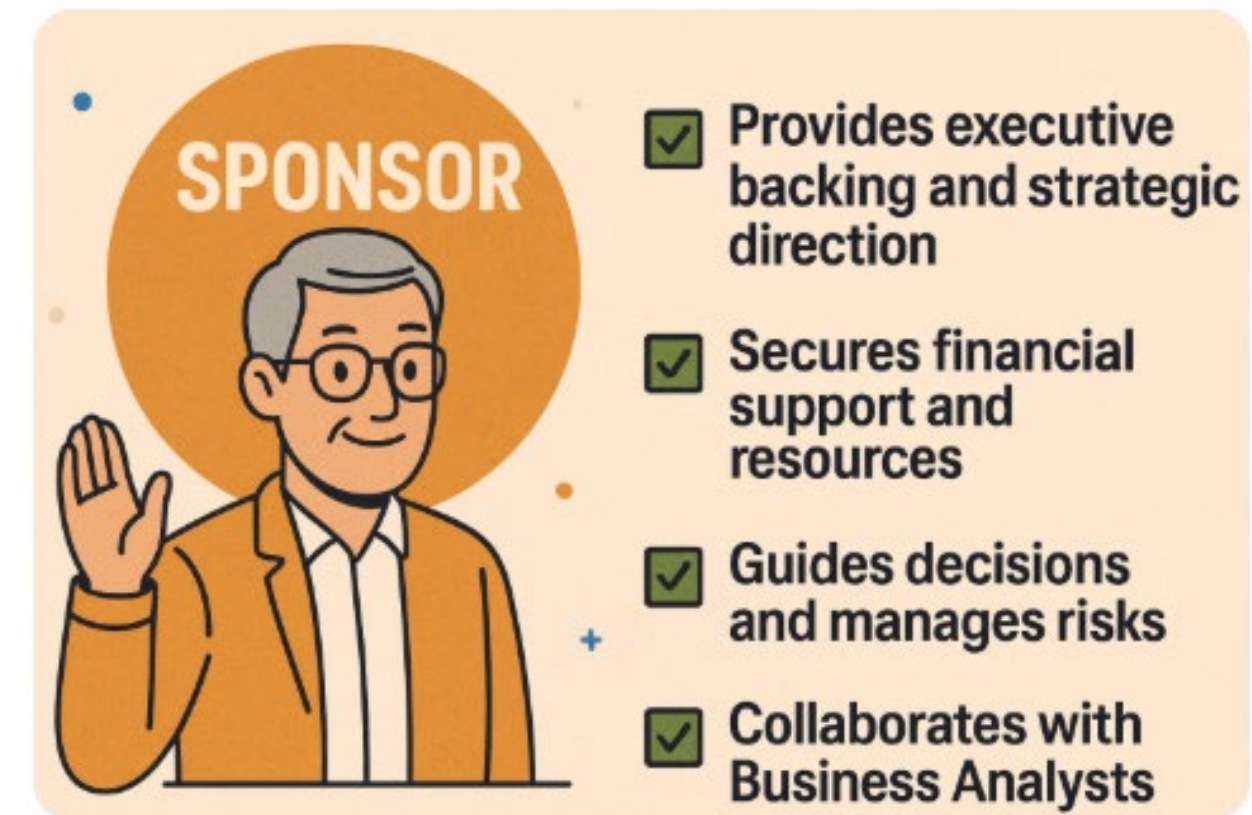 SPONSOR
Provides executive
backing and strategic
direction
Secures financial
support and
resources
Guides decisions
and manages risks
Collaborates with
Business Analysts